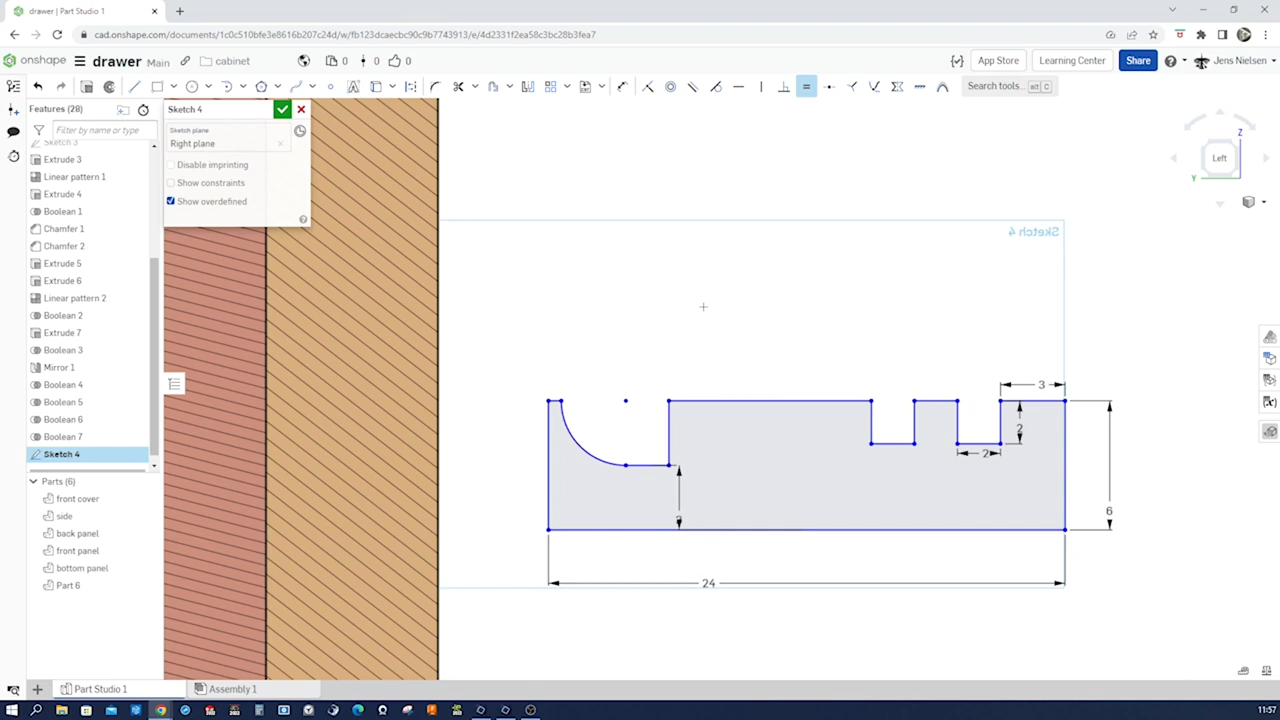 drawer | Part Studio 1
cad.onshape.com/documents/1c0c510bfe3e8616b207c24d/w/fb123dcaecbc90c9b7743913/e/4d2331f2ea58c3bc28b3fea7
onshape drawer Main cabinet 0 0 0 App Store Learning Center Share Jens Nielsen
Search tools... alt C
Features (28)
Filter by name or type
Sketch 3
Extrude 3
Linear pattern 1
Extrude 4
Boolean 1
Chamfer 1
Chamfer 2
Extrude 5
Extrude 6
Linear pattern 2
Boolean 2
Extrude 7
Boolean 3
Mirror 1
Boolean 4
Boolean 5
Boolean 6
Boolean 7
Sketch 4
Parts (6)
front cover
side
back panel
front panel
bottom panel
Part 6
Sketch 4
Sketch plane
Right plane
Disable imprinting
Show constraints
Show overdefined
Sketch 4
3
2
2
6
24
Z
Left
Y
Part Studio 1 Assembly 1
11:57